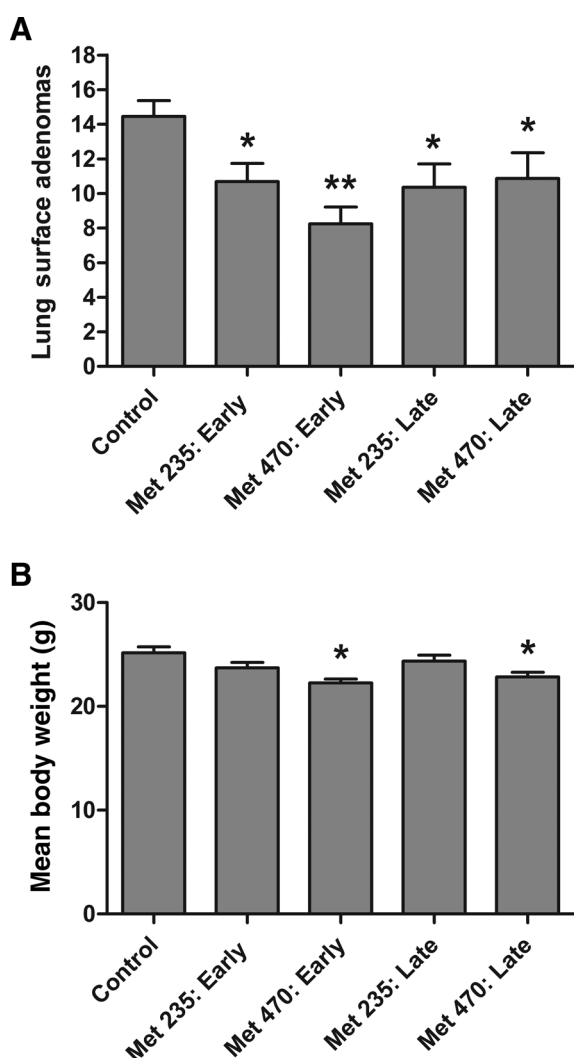 A
Lung surface adenomas
18
16
14
12
10
8
6
4
2
0
*
**
*
*
Control
Met 235: Early
Met 470: Early
Met 235: Late
Met 470: Late
B
Mean body weight (g)
30
20
10
0
*
*
Control
Met 235: Early
Met 470: Early
Met 235: Late
Met 470: Late